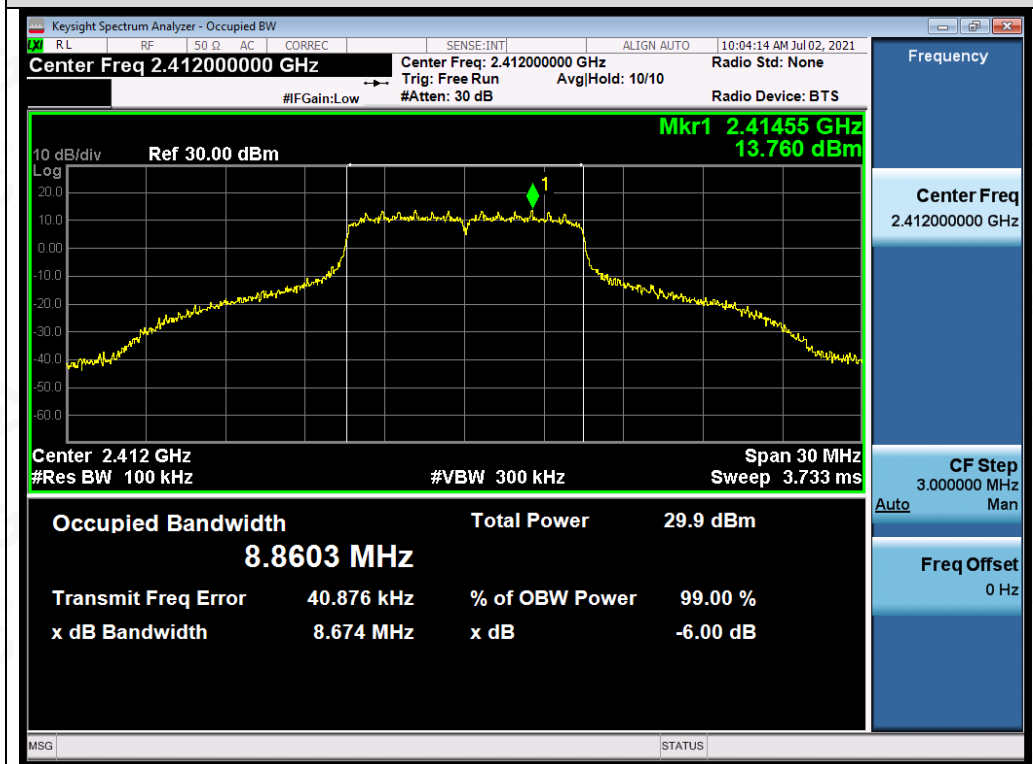 Keysight Spectrum Analyzer - Occupied BW
LXI RL RF 50 Ω AC CORREC SENSE:INT ALIGN AUTO 10:04:14 AM Jul 02, 2021
Center Freq 2.412000000 GHz
Center Freq: 2.412000000 GHz
Radio Std: None
Trig: Free Run Avg|Hold: 10/10
#IFGain:Low
#Atten: 30 dB
Radio Device: BTS
Frequency
Mkr1 2.41455 GHz
13.760 dBm
10 dB/div Ref 30.00 dBm
Log
20.0
10.0
0.00
-10.0
-20.0
-30.0
-40.0
-50.0
-60.0
1
Center 2.412 GHz
Span 30 MHz
#Res BW 100 kHz
#VBW 300 kHz
Sweep 3.733 ms
Center Freq
2.412000000 GHz
CF Step
3.000000 MHz
Auto Man
Freq Offset
0 Hz
Occupied Bandwidth
Total Power 29.9 dBm
8.8603 MHz
Transmit Freq Error 40.876 kHz % of OBW Power 99.00 %
x dB Bandwidth 8.674 MHz x dB -6.00 dB
MSG STATUS